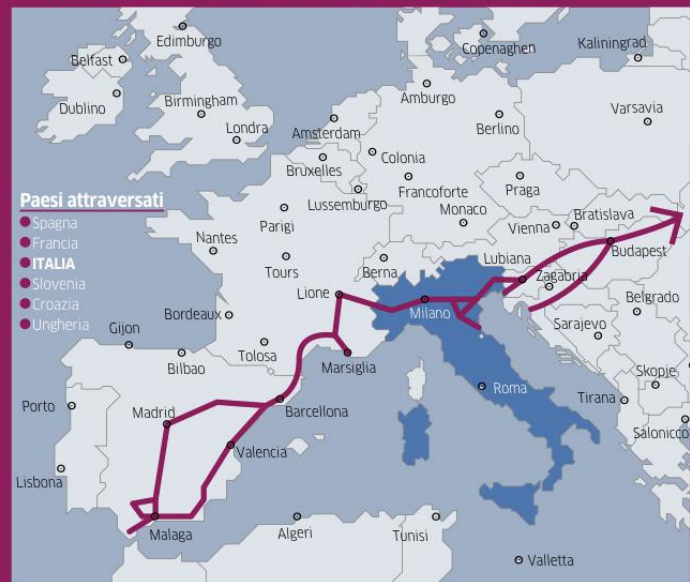 Edimburgo
Copenaghen
Kaliningrad
Belfast
Dublino
Birmingham
Amburgo
Varsavia
Londra
Amsterdam
Berlino
Bruxelles
Colonia
Lussemburgo
Francoforte
Praga
Paesi attraversati
Spagna
Francia
ITALIA
Slovenia
Croazia
Ungheria
Parigi
Monaco
Vienna
Bratislava
Nantes
Tours
Berna
Lubiana
Budapest
Lione
Zagabria
Milano
Belgrado
Bordeaux
Gijon
Bilbao
Tolosa
Marsiglia
Sarajevo
Skopje
Porto
Madrid
Barcellona
Roma
Tirana
Salonicco
Lisbona
Valencia
Malaga
Algeri
Tunisi
Valletta